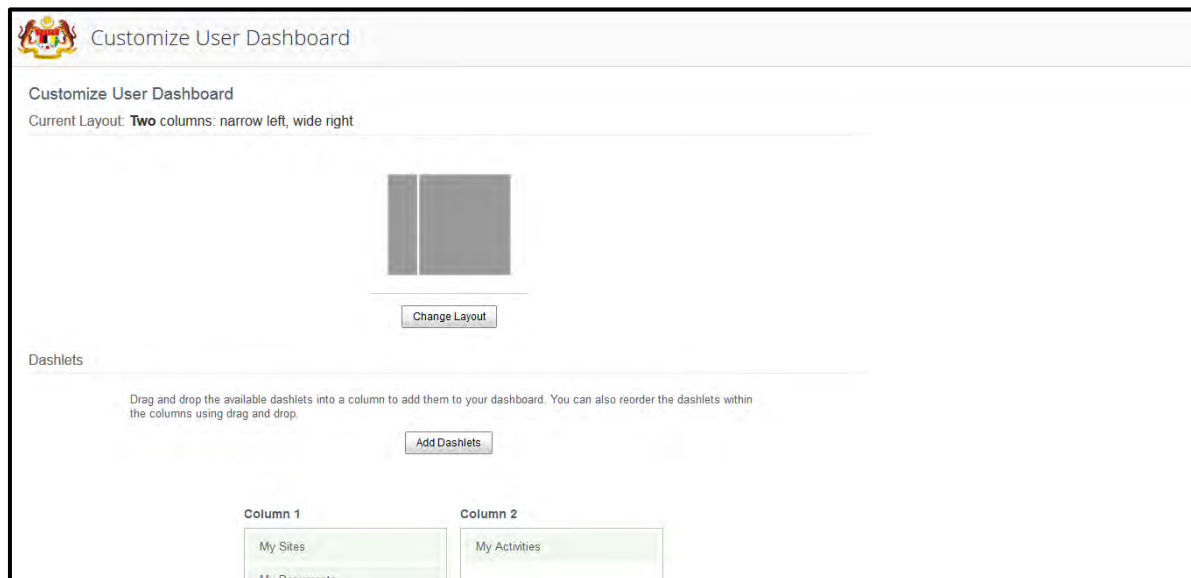 Customize User Dashboard
Customize User Dashboard
Current Layout: Two columns: narrow left, wide right
Change Layout
Dashlets
Drag and drop the available dashlets into a column to add them to your dashboard. You can also reorder the dashlets within
the columns using drag and drop.
Add Dashlets
Column 1 Column 2
My Sites My Activities